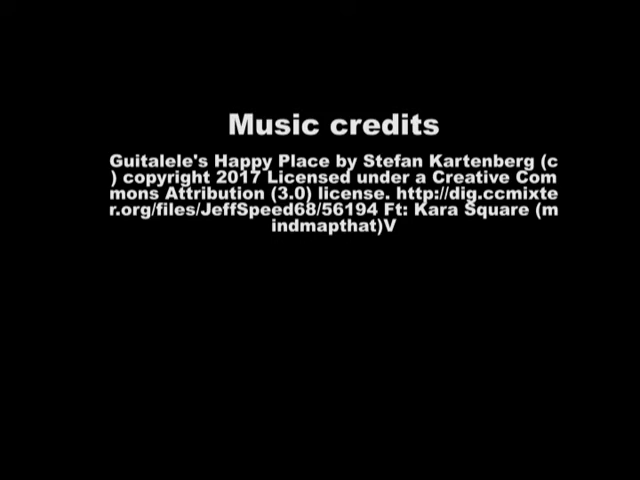 Music credits
Guitalele's Happy Place by Stefan Kartenberg (c
) copyright 2017 Licensed under a Creative Com
mons Attribution (3.0) license. http://dig.ccmixte
r.org/files/JeffSpeed68/56194 Ft: Kara Square (m
indmapthat)V